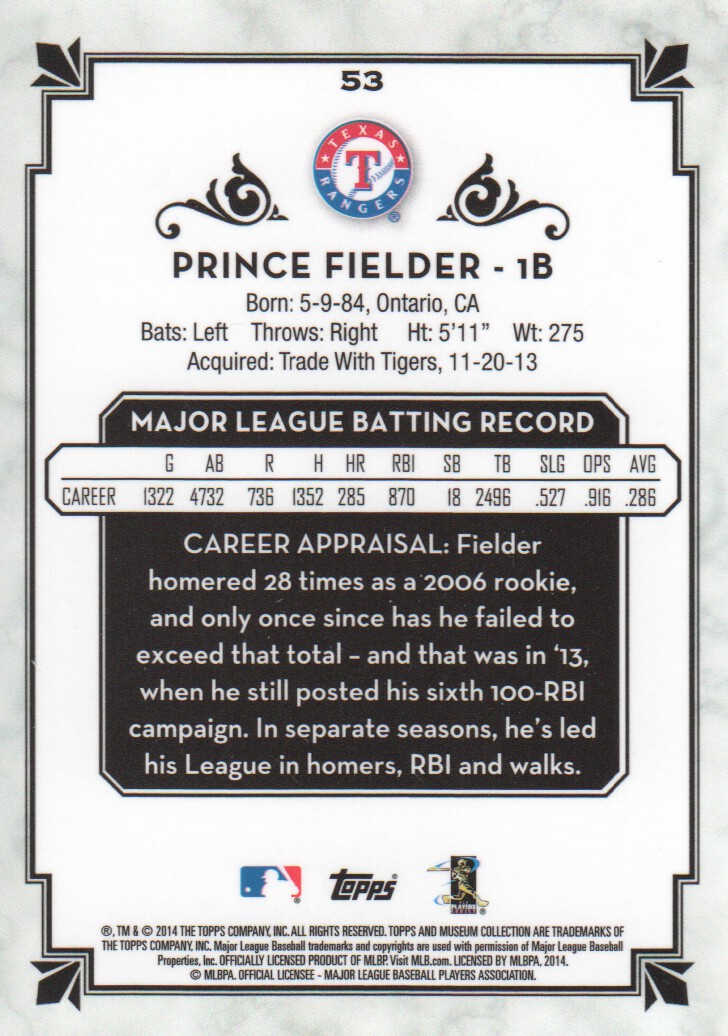 53
TEXAS
RANGERS
T
®
PRINCE FIELDER - 1B
Born: 5-9-84, Ontario, CA
Bats: Left Throws: Right Ht: 5'11" Wt: 275
Acquired: Trade With Tigers, 11-20-13
MAJOR LEAGUE BATTING RECORD
G AB R H HR RBI SB TB SLG OPS AVG
CAREER 1322 4732 736 1352 285 870 18 2496 .527 .916 .286
CAREER APPRAISAL: Fielder
homered 28 times as a 2006 rookie,
and only once since has he failed to
exceed that total – and that was in ‘13,
when he still posted his sixth 100-RBI
campaign. In separate seasons, he's led
his League in homers, RBI and walks.
® Topps® PLAYERS CHOICE ®
®, TM & © 2014 THE TOPPS COMPANY, INC. ALL RIGHTS RESERVED. TOPPS AND MUSEUM COLLECTION ARE TRADEMARKS OF
THE TOPPS COMPANY, INC. Major League Baseball trademarks and copyrights are used with permission of Major League Baseball
Properties, Inc. OFFICIALLY LICENSED PRODUCT OF MLBP. Visit MLB.com. LICENSED BY MLBPA, 2014.
© MLBPA. OFFICIAL LICENSEE - MAJOR LEAGUE BASEBALL PLAYERS ASSOCIATION.